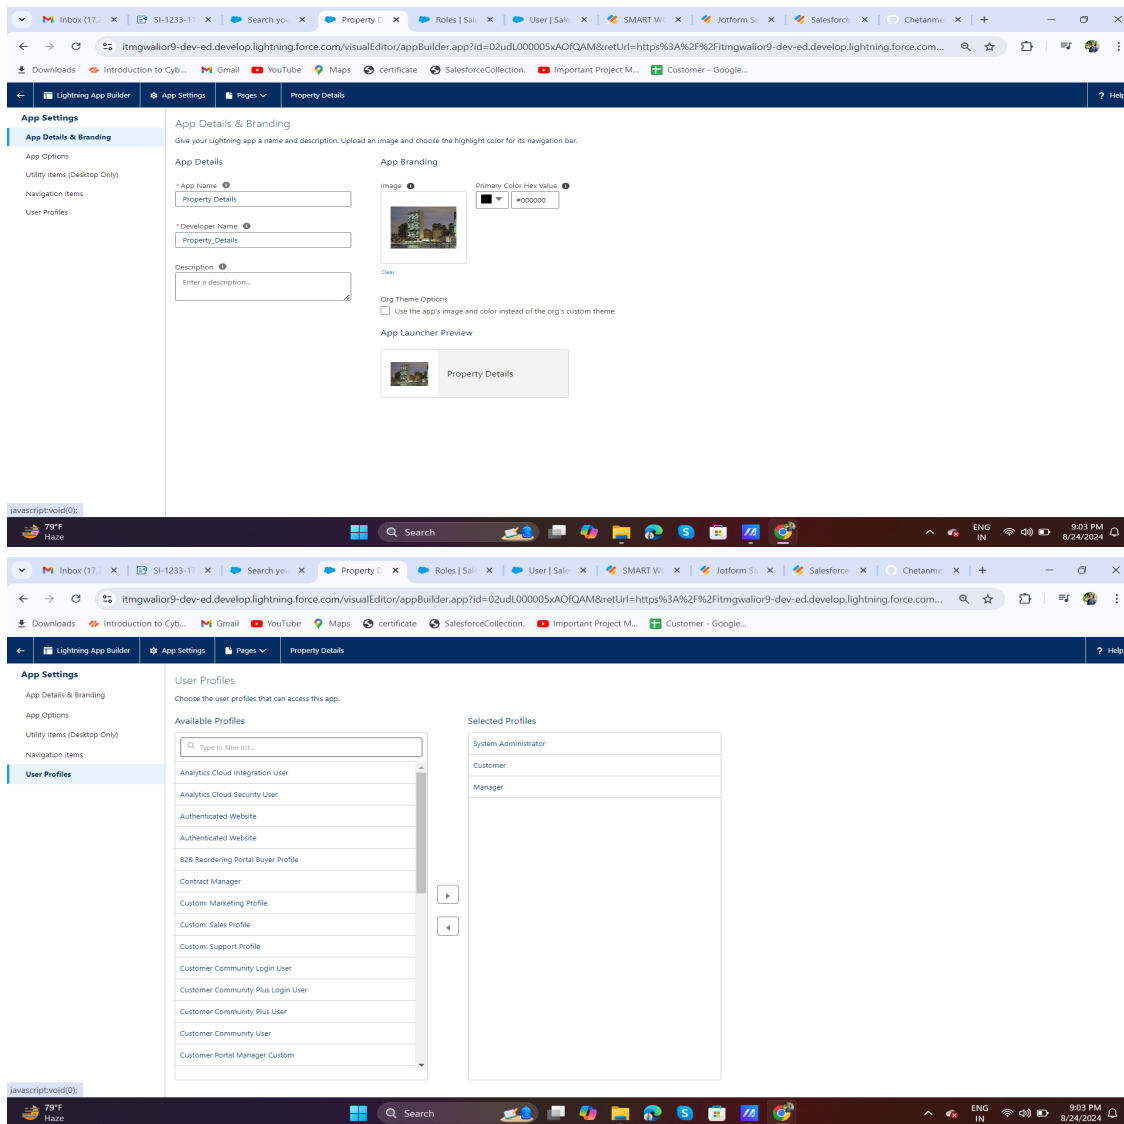 Inbox (17,2
SI-1233-17
Search yo
Property D
Roles | Sale
User | Sale
SMART W
Jotform Sa
Salesforce
Chetanme
itmgwalior9-dev-ed.develop.lightning.force.com/visualEditor/appBuilder.app?id=02udL000005xAOfQAM&retUrl=https%3A%2F%2Fitmgwalior9-dev-ed.develop.lightning.force.com...
Downloads
Introduction to Cyb...
Gmail
YouTube
Maps
certificate
SalesforceCollection.
Important Project M...
Customer - Google...
Lightning App Builder
App Settings
Pages
Property Details
? Help
App Settings
App Details & Branding
App Options
Utility Items (Desktop Only)
Navigation Items
User Profiles
App Details & Branding
Give your Lightning app a name and description. Upload an image and choose the highlight color for its navigation bar.
App Details
* App Name
Property Details
* Developer Name
Property_Details
Description
Enter a description...
App Branding
Image
Primary Color Hex Value
#000000
Clear
Org Theme Options
Use the app's image and color instead of the org's custom theme
App Launcher Preview
Property Details
javascript:void(0);
79°F
Haze
Search
ENG
IN
9:03 PM
8/24/2024
Inbox (17,2
SI-1233-17
Search yo
Property D
Roles | Sale
User | Sale
SMART W
Jotform Sa
Salesforce
Chetanme
itmgwalior9-dev-ed.develop.lightning.force.com/visualEditor/appBuilder.app?id=02udL000005xAOfQAM&retUrl=https%3A%2F%2Fitmgwalior9-dev-ed.develop.lightning.force.com...
Downloads
Introduction to Cyb...
Gmail
YouTube
Maps
certificate
SalesforceCollection.
Important Project M...
Customer - Google...
Lightning App Builder
App Settings
Pages
Property Details
? Help
App Settings
App Details & Branding
App Options
Utility Items (Desktop Only)
Navigation Items
User Profiles
User Profiles
Choose the user profiles that can access this app.
Available Profiles
Type to filter list...
Analytics Cloud Integration User
Analytics Cloud Security User
Authenticated Website
Authenticated Website
B2B Reordering Portal Buyer Profile
Contract Manager
Custom: Marketing Profile
Custom: Sales Profile
Custom: Support Profile
Customer Community Login User
Customer Community Plus Login User
Customer Community Plus User
Customer Community User
Customer Portal Manager Custom
Selected Profiles
System Administrator
Customer
Manager
javascript:void(0);
79°F
Haze
Search
ENG
IN
9:03 PM
8/24/2024